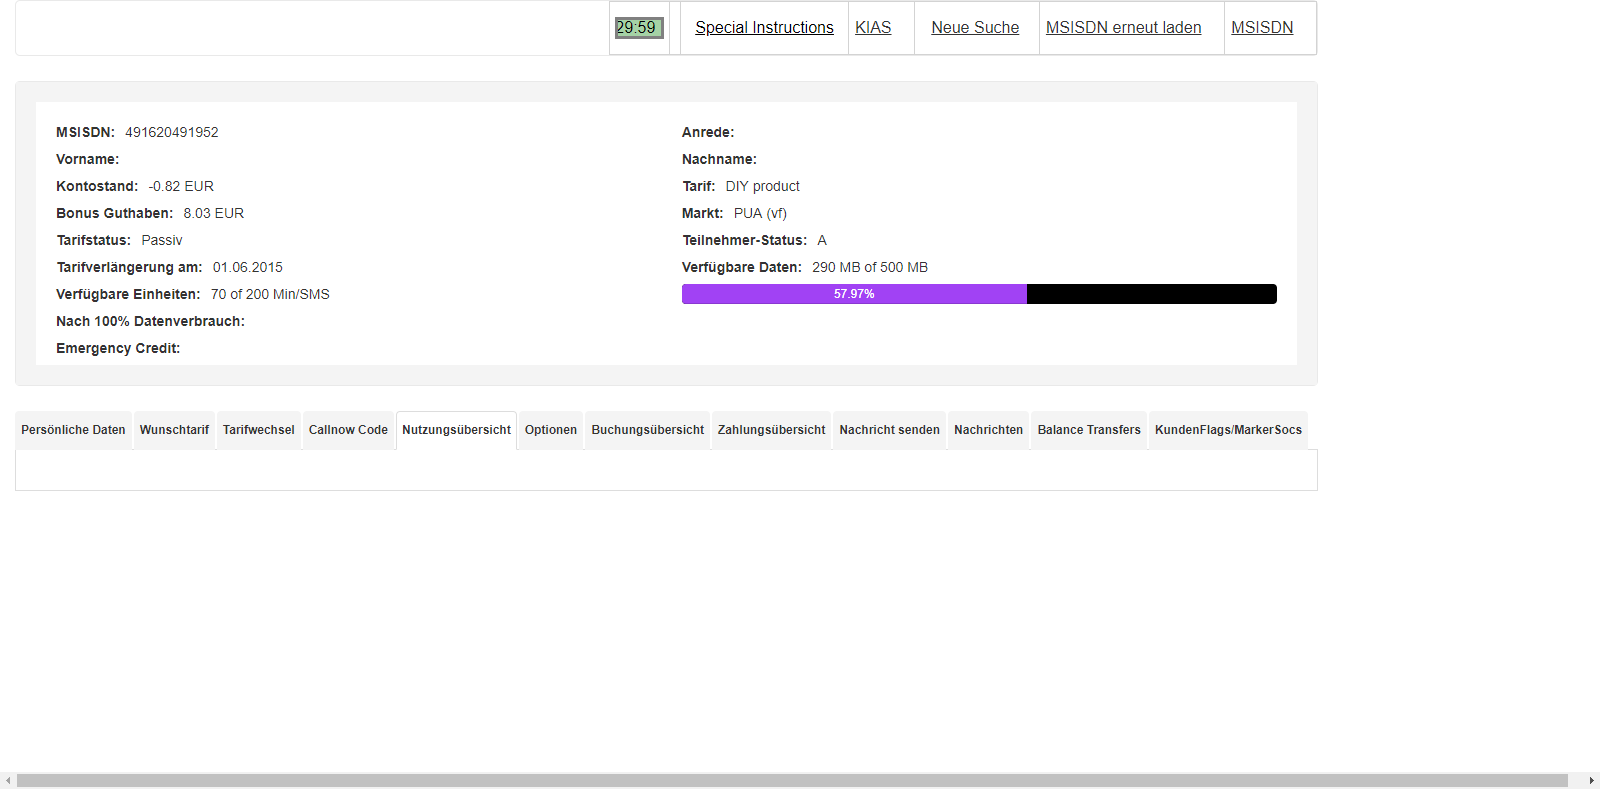 29:59 Special Instructions KIAS Neue Suche MSISDN erneut laden MSISDN
MSISDN: 491620491952
Anrede:
Vorname:
Nachname:
Kontostand: -0.82 EUR
Tarif: DIY product
Bonus Guthaben: 8.03 EUR
Markt: PUA (vf)
Tarifstatus: Passiv
Teilnehmer-Status: A
Tarifverlängerung am: 01.06.2015
Verfügbare Daten: 290 MB of 500 MB
Verfügbare Einheiten: 70 of 200 Min/SMS
57.97%
Nach 100% Datenverbrauch:
Emergency Credit:
Persönliche Daten Wunschtarif Tarifwechsel Callnow Code Nutzungsübersicht Optionen Buchungsübersicht Zahlungsübersicht Nachricht senden Nachrichten Balance Transfers KundenFlags/MarkerSocs